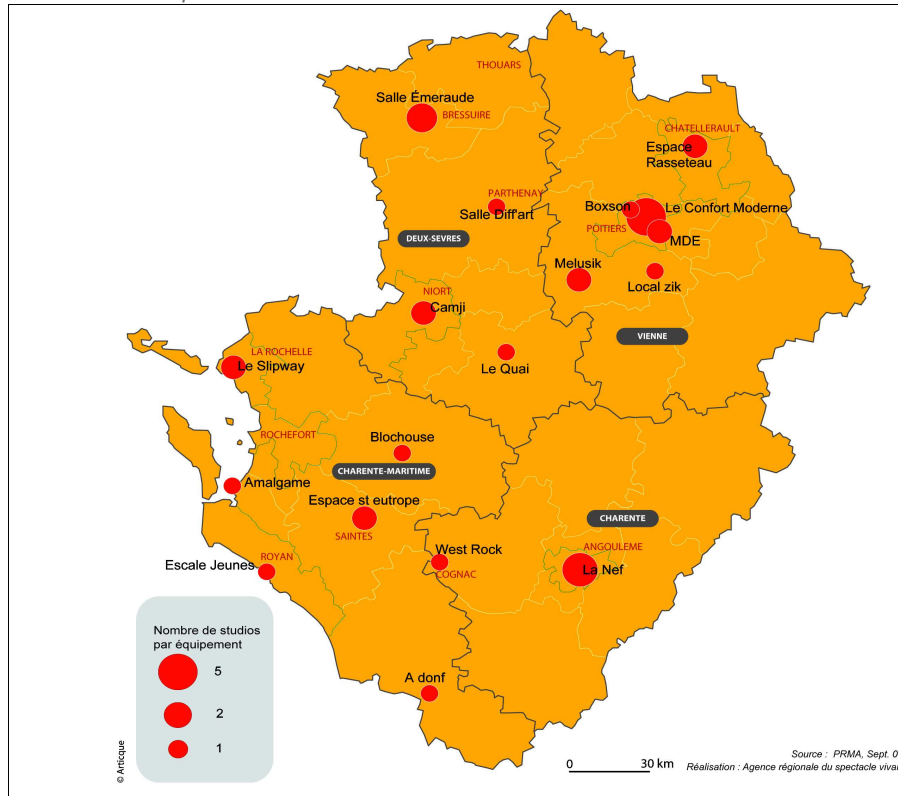 THOUARS
Salle Émeraude
BRESSUIRE
CHATELLERAULT
Espace
Rasseteau
PARTHENAY
Salle Diff'art
Boxson
Le Confort Moderne
POITIERS
MDE
DEUX-SEVRES
Melusik
Local zik
NIORT
Camji
VIENNE
LA ROCHELLE
Le Slipway
Le Quai
ROCHEFORT
Blochouse
CHARENTE-MARITIME
Amalgame
Espace st eutrope
SAINTES
CHARENTE
West Rock
COGNAC
ANGOULEME
La Nef
ROYAN
Escale Jeunes
A donf
Nombre de studios
par équipement
5
2
1
© Articque
0 30 km
Source : PRMA, Sept. 0
Réalisation : Agence régionale du spectacle